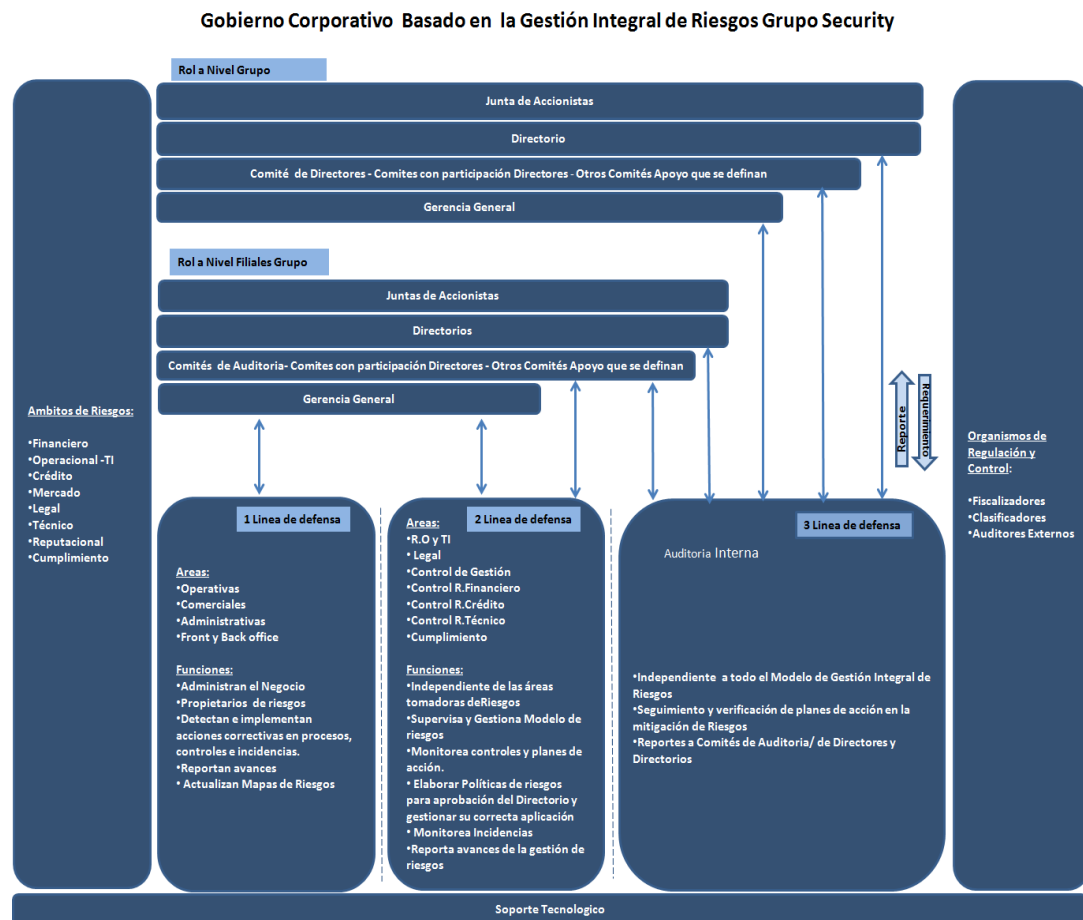 Gobierno Corporativo Basado en la Gestión Integral de Riesgos Grupo Security
Rol a Nivel Grupo
Junta de Accionistas
Directorio
Comité de Directores - Comites con participación Directores - Otros Comités Apoyo que se definan
Gerencia General
Rol a Nivel Filiales Grupo
Juntas de Accionistas
Directorios
Comités de Auditoria- Comites con participación Directores - Otros Comités Apoyo que se definan
Gerencia General
Ambitos de Riesgos:
•Financiero
•Operacional -TI
•Crédito
•Mercado
•Legal
•Técnico
•Reputacional
•Cumplimiento
1 Linea de defensa
Areas:
•Operativas
•Comerciales
•Administrativas
•Front y Back office
Funciones:
•Administran el Negocio
•Propietarios de riesgos
•Detectan e implementan
acciones correctivas en procesos,
controles e incidencias.
•Reportan avances
• Actualizan Mapas de Riesgos
2 Linea de defensa
Areas:
•R.O y TI
• Legal
•Control de Gestión
•Control R.Financiero
•Control R.Crédito
•Control R.Técnico
•Cumplimiento
Funciones:
•Independiente de las áreas
tomadoras deRiesgos
•Supervisa y Gestiona Modelo de
riesgos
•Monitorea controles y planes de
acción.
• Elaborar Políticas de riesgos
para aprobación del Directorio y
gestionar su correcta aplicación
• Monitorea Incidencias
•Reporta avances de la gestión de
riesgos
3 Linea de defensa
Auditoria Interna
•Independiente a todo el Modelo de Gestión Integral de
Riesgos
•Seguimiento y verificación de planes de acción en la
mitigación de Riesgos
•Reportes a Comités de Auditoria/ de Directores y
Directorios
Reporte
Requerimiento
Organismos de
Regulación y
Control:
•Fiscalizadores
•Clasificadores
•Auditores Externos
Soporte Tecnologico